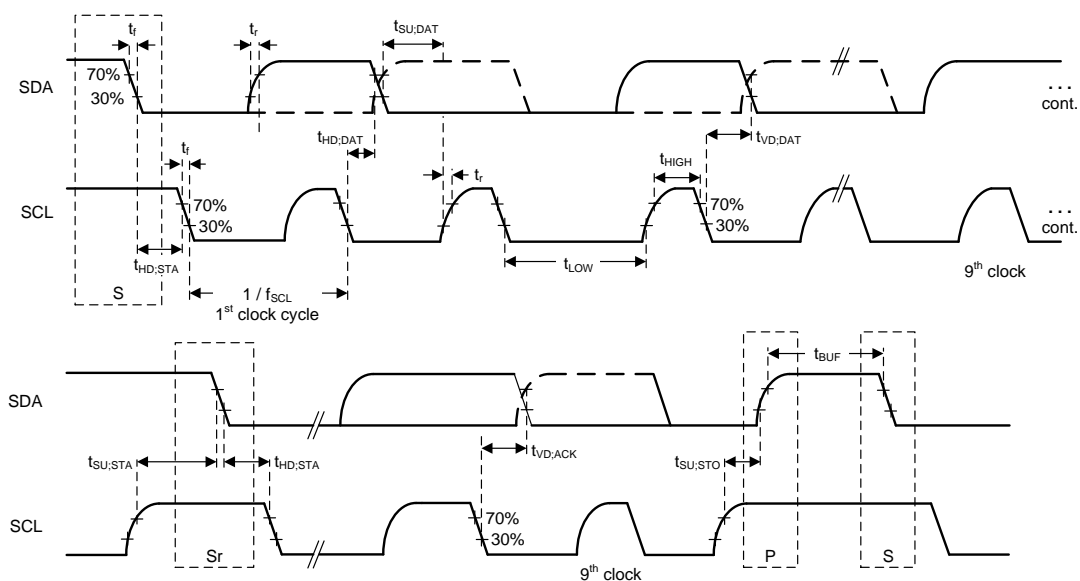 tf
tr
tSU;DAT
SDA
70%
30%
. . .
cont.
tHD;DAT
tVD;DAT
tf
tr
tHIGH
SCL
70%
30%
70%
30%
. . .
cont.
tHD;STA
tLOW
S
1 / fSCL
1st clock cycle
9th clock
SDA
tBUF
tSU;STA
tHD;STA
tVD;ACK
tSU;STO
SCL
70%
30%
Sr
9th clock
P
S